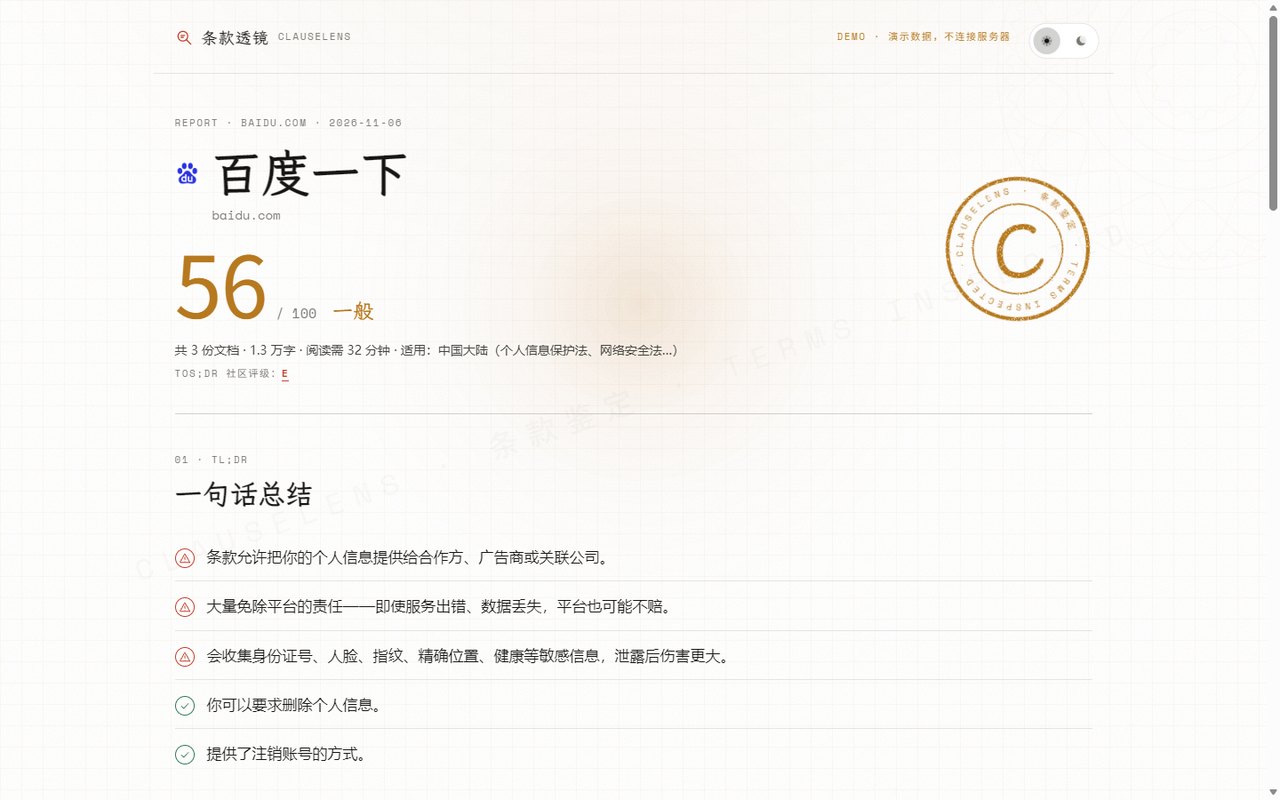 条款透镜 CLAUSELENS
DEMO · 演示数据，不连接服务器
REPORT · BAIDU.COM · 2026-11-06
du 百度一下
baidu.com
56 / 100 一般
共 3 份文档 · 1.3 万字 · 阅读需 32 分钟 · 适用：中国大陆（个人信息保护法、网络安全法...）
TOS;DR 社区评级：E
CLAUSELENS · 条款鉴定 · TERMS INSPECTED ·
C
CLAUSELENS · 条款鉴定 · TERMS INSPECTED
01 · TL;DR
一句话总结
条款允许把你的个人信息提供给合作方、广告商或关联公司。
大量免除平台的责任——即使服务出错、数据丢失，平台也可能不赔。
会收集身份证号、人脸、指纹、精确位置、健康等敏感信息，泄露后伤害更大。
你可以要求删除个人信息。
提供了注销账号的方式。